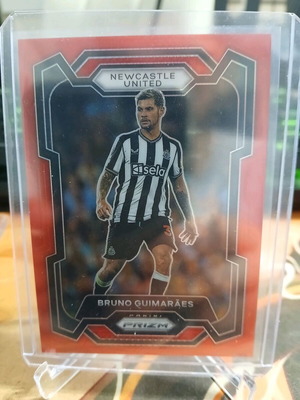 NEWCASTLE
UNITED
sela
BRUNO GUIMARÃES
PANINI
PRIZM